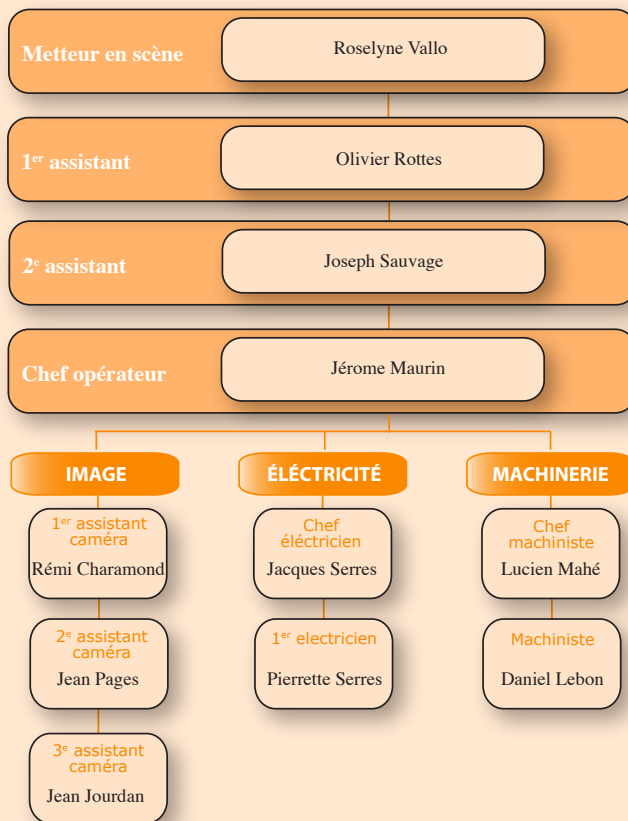 Metteur en scène
Roselyne Vallo
1er assistant
Olivier Rottes
2e assistant
Joseph Sauvage
Chef opérateur
Jérome Maurin
IMAGE
1er assistant
caméra
Rémi Charamond
2e assistant
caméra
Jean Pages
3e assistant
caméra
Jean Jourdan
ÉLÉCTRICITÉ
Chef
éléctricien
Jacques Serres
1er electricien
Pierrette Serres
MACHINERIE
Chef
machiniste
Lucien Mahé
Machiniste
Daniel Lebon